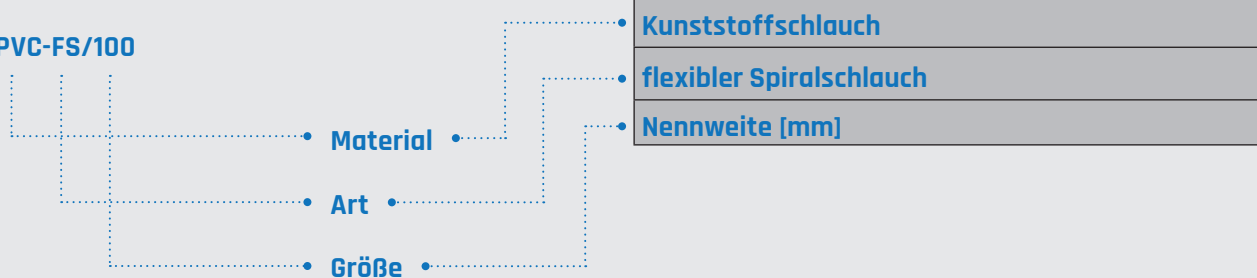 PVC-FS/100
Kunststoffschlauch
flexibler Spiralschlauch
Nennweite [mm]
Material
Art
Größe